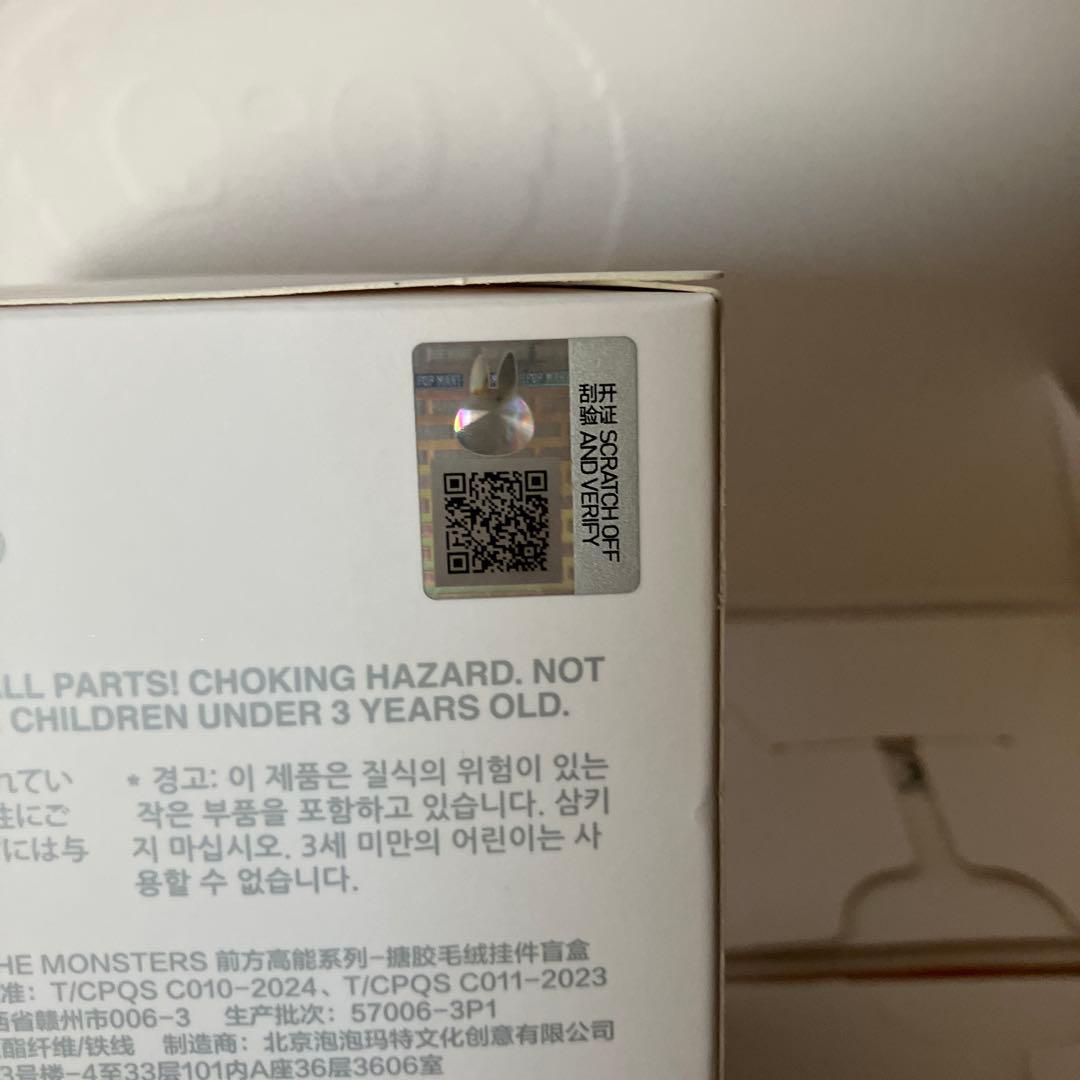 POP MART
POP MART
刮开
验证
SCRATCH OFF
AND VERIFY
ALL PARTS! CHOKING HAZARD. NOT
CHILDREN UNDER 3 YEARS OLD.
れてい
性にご
には与
* 경고: 이 제품은 질식의 위험이 있는
작은 부품을 포함하고 있습니다. 삼키
지 마십시오. 3세 미만의 어린이는 사
용할 수 없습니다.
HE MONSTERS 前方高能系列-搪胶毛绒挂件盲盒
准: T/CPQS C010-2024、T/CPQS C011-2023
西省赣州市006-3 生产批次: 57006-3P1
酯纤维/铁线 制造商: 北京泡泡玛特文化创意有限公司
3号楼-4至33层101内A座36层3606室